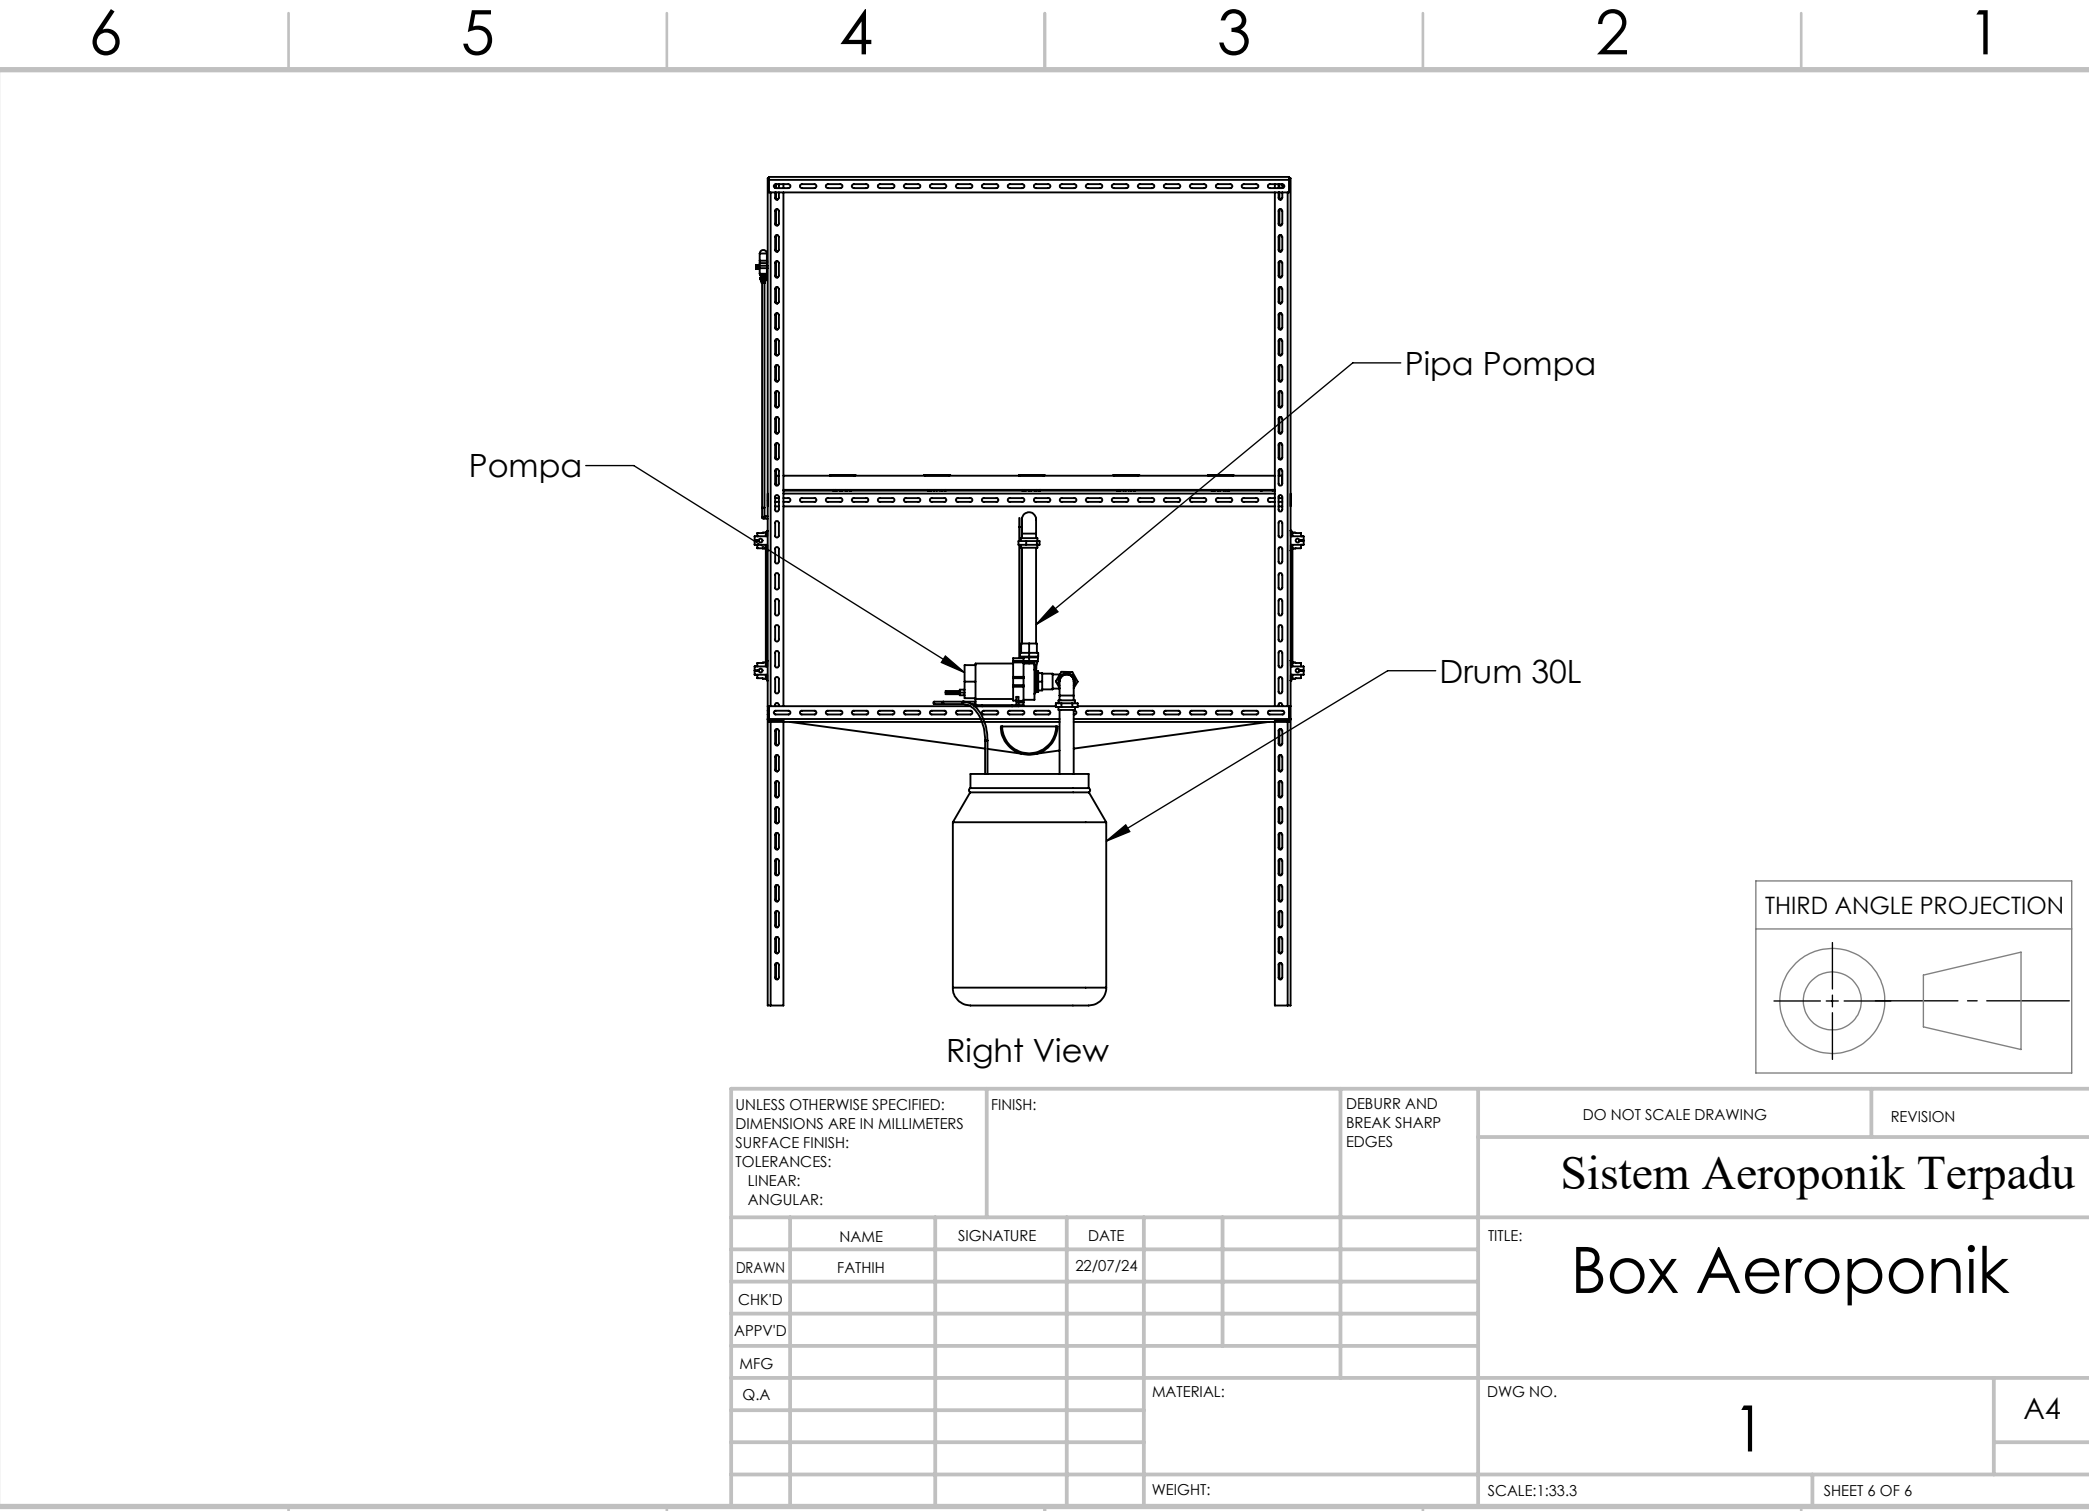 6 5 4 3 2 1
Pipa Pompa
Pompa
Drum 30L
THIRD ANGLE PROJECTION
Right View
UNLESS OTHERWISE SPECIFIED:
DIMENSIONS ARE IN MILLIMETERS
SURFACE FINISH:
TOLERANCES:
LINEAR:
ANGULAR:
FINISH:
DEBURR AND
BREAK SHARP
EDGES
DO NOT SCALE DRAWING
REVISION
Sistem Aeroponik Terpadu
NAME SIGNATURE DATE
DRAWN FATHIH 22/07/24
CHK'D
APPV'D
MFG
Q.A
TITLE:
Box Aeroponik
MATERIAL:
DWG NO.
1
A4
WEIGHT:
SCALE:1:33.3
SHEET 6 OF 6